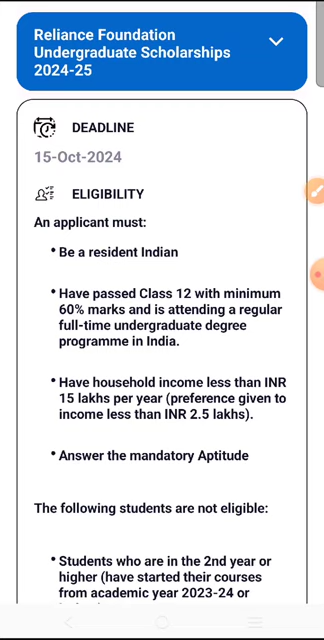 Reliance Foundation
Undergraduate Scholarships
2024-25
DEADLINE
15-Oct-2024
ELIGIBILITY
An applicant must:
• Be a resident Indian
• Have passed Class 12 with minimum
60% marks and is attending a regular
full-time undergraduate degree
programme in India.
• Have household income less than INR
15 lakhs per year (preference given to
income less than INR 2.5 lakhs).
• Answer the mandatory Aptitude
The following students are not eligible:
• Students who are in the 2nd year or
higher (have started their courses
from academic year 2023-24 or